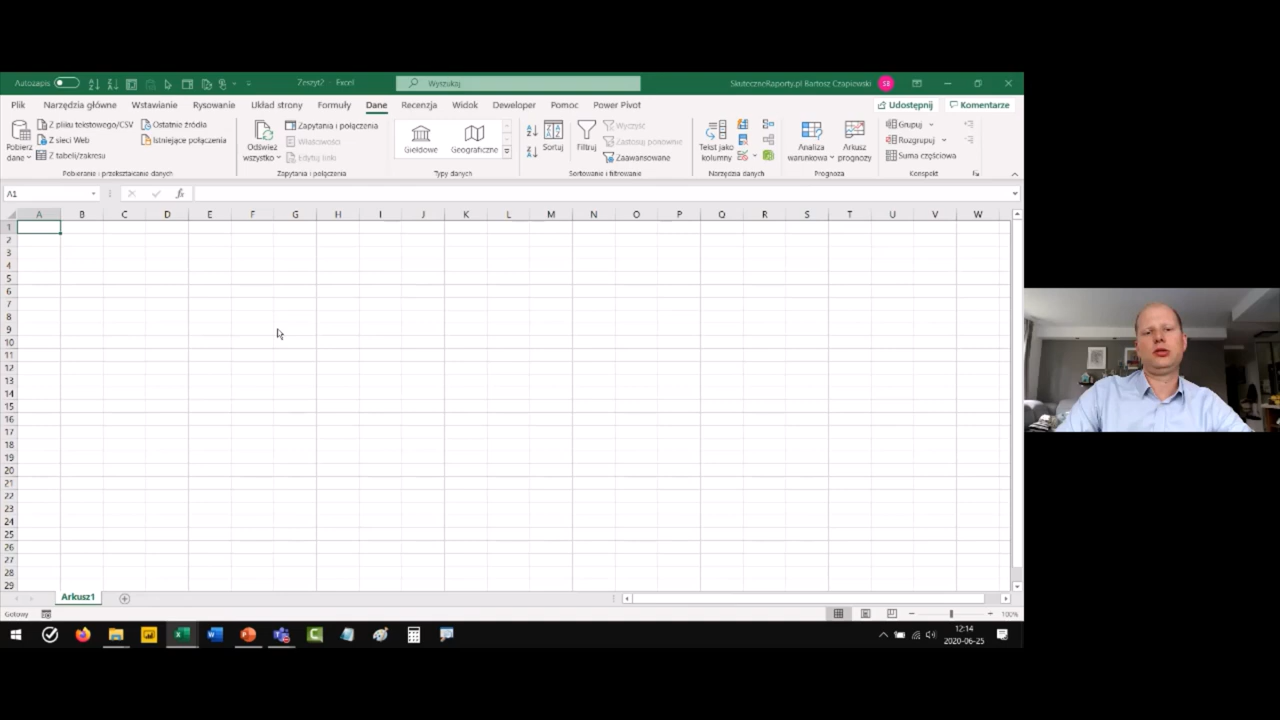 Autozapis
Zeszyt2 - Excel
Wyszukaj
SkuteczneRaporty.pl Bartosz Czapiewski
SB
Plik Narzędzia główne Wstawianie Rysowanie Układ strony Formuły Dane Recenzja Widok Deweloper Pomoc Power Pivot
Udostępnij Komentarze
Pobierz dane
Z pliku tekstowego/CSV
Z sieci Web
Z tabeli/zakresu
Ostatnie źródła
Istniejące połączenia
Pobieranie i przekształcanie danych
Odśwież wszystko
Zapytania i połączenia
Właściwości
Edytuj linki
Zapytania i połączenia
Giełdowe
Geograficzne
Typy danych
Sortuj
Filtruj
Wyczyść
Zastosuj ponownie
Zaawansowane
Sortowanie i filtrowanie
Tekst jako kolumny
Narzędzia danych
Analiza warunkowa
Arkusz prognozy
Prognoza
Grupuj
Rozgrupuj
Suma częściowa
Konspekt
A1
fx
A B C D E F G H I J K L M N O P Q R S T U V W
1
2
3
4
5
6
7
8
9
10
11
12
13
14
15
16
17
18
19
20
21
22
23
24
25
26
27
28
29
Arkusz1
Gotowy
100%
12:14
2020-06-25